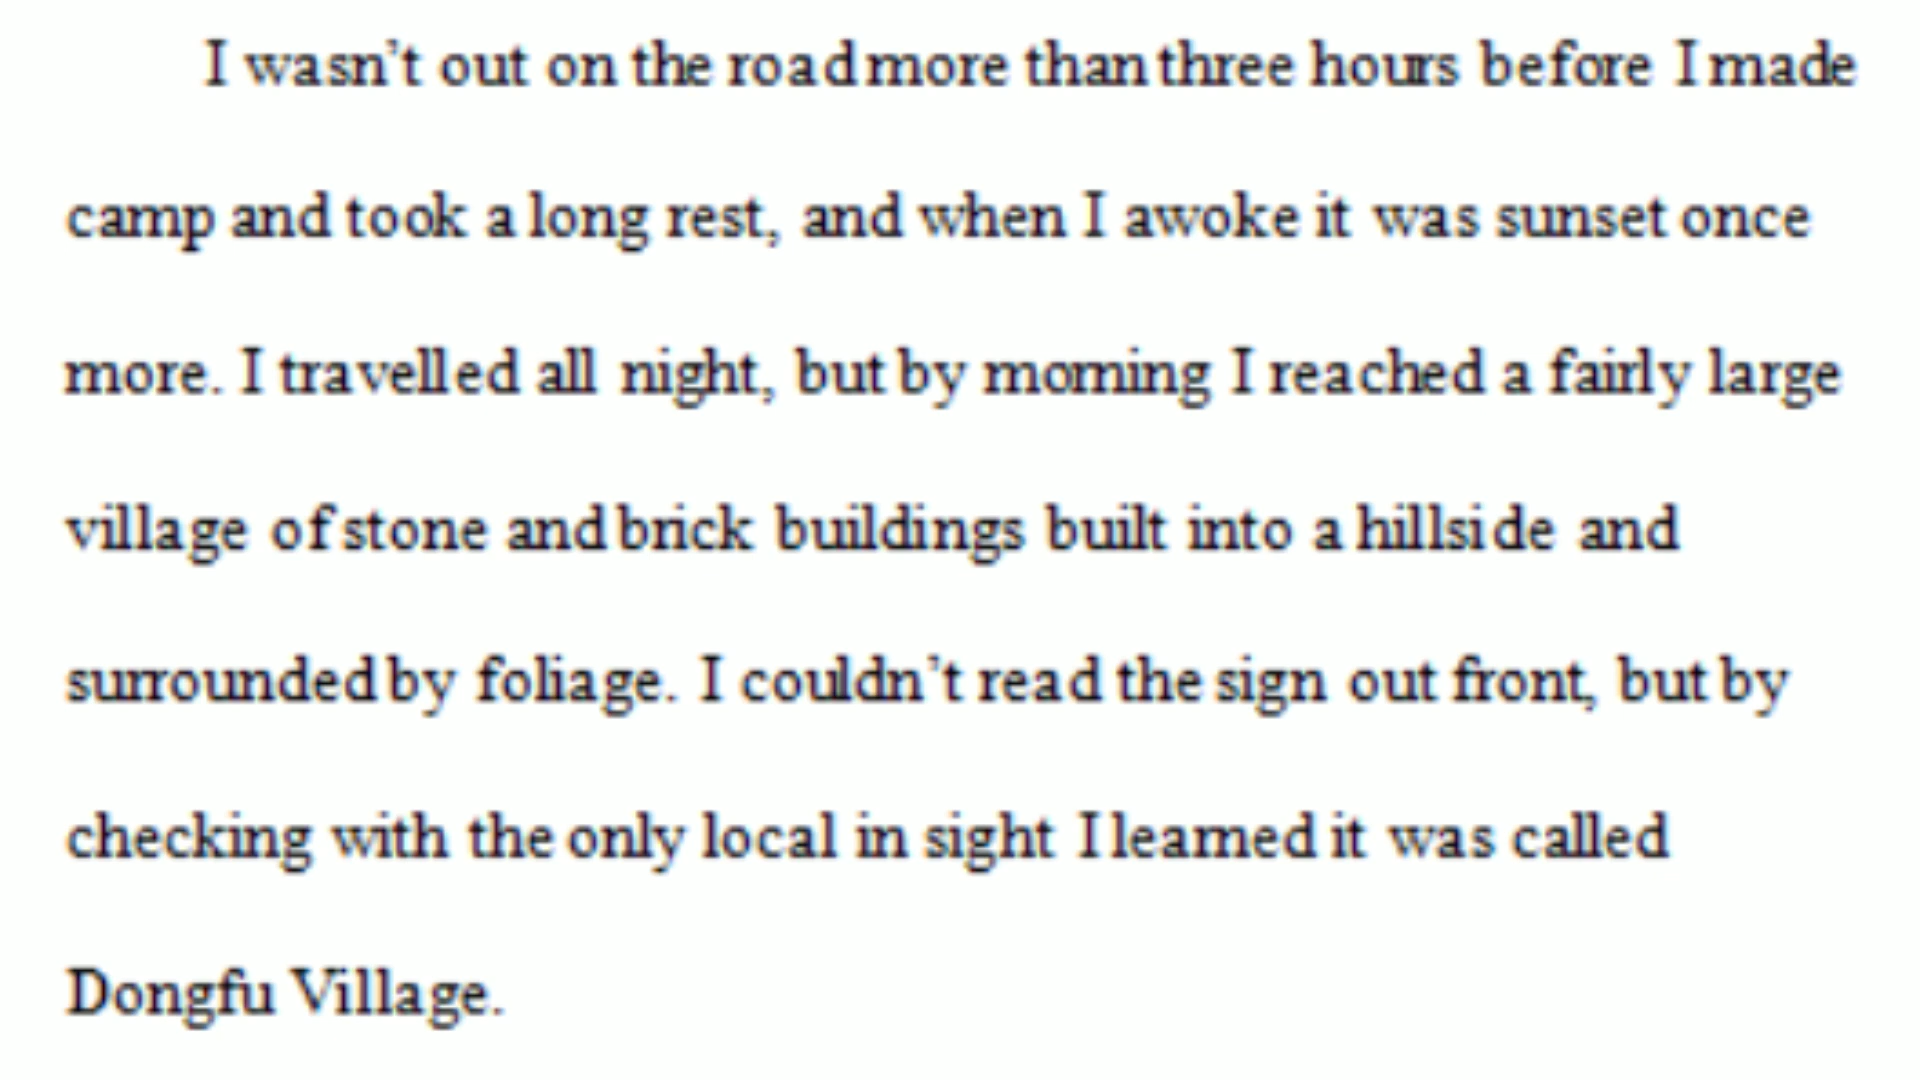 I wasn’t out on the road more than three hours before I made
camp and took a long rest, and when I awoke it was sunset once
more. I travelled all night, but by morning I reached a fairly large
village of stone and brick buildings built into a hillside and
surrounded by foliage. I couldn’t read the sign out front, but by
checking with the only local in sight I learned it was called
Dongfu Village.